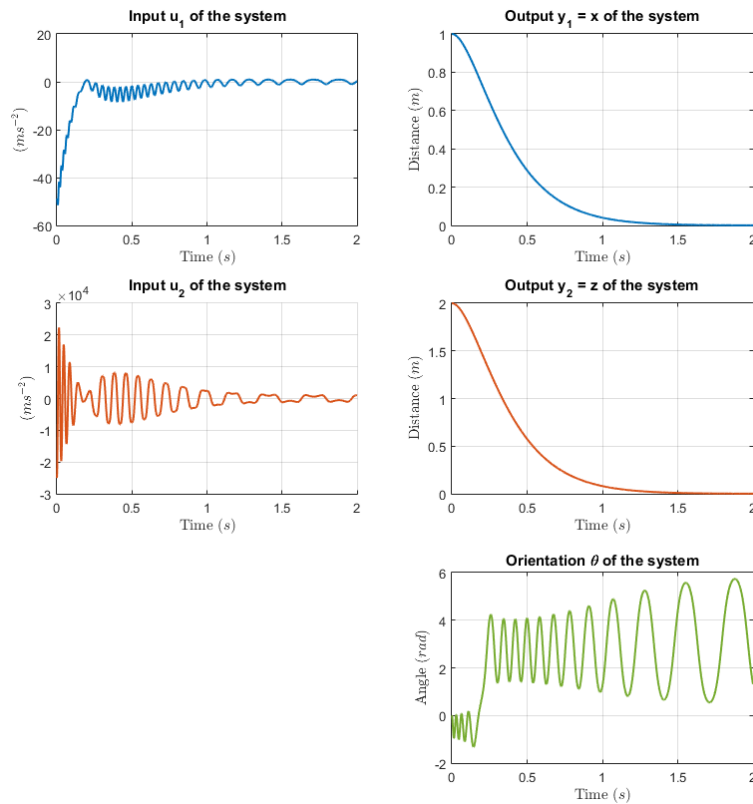 Input u₁ of the system
20
0
-20
-40
-60
(ms⁻²)
0 0.5 1 1.5 2
Time (s)
Output y₁ = x of the system
1
0.8
0.6
0.4
0.2
0
Distance (m)
0 0.5 1 1.5 2
Time (s)
Input u₂ of the system
×10⁴
3
2
1
0
-1
-2
-3
(ms⁻²)
0 0.5 1 1.5 2
Time (s)
Output y₂ = z of the system
2
1.5
1
0.5
0
Distance (m)
0 0.5 1 1.5 2
Time (s)
Orientation θ of the system
6
4
2
0
-2
Angle (rad)
0 0.5 1 1.5 2
Time (s)